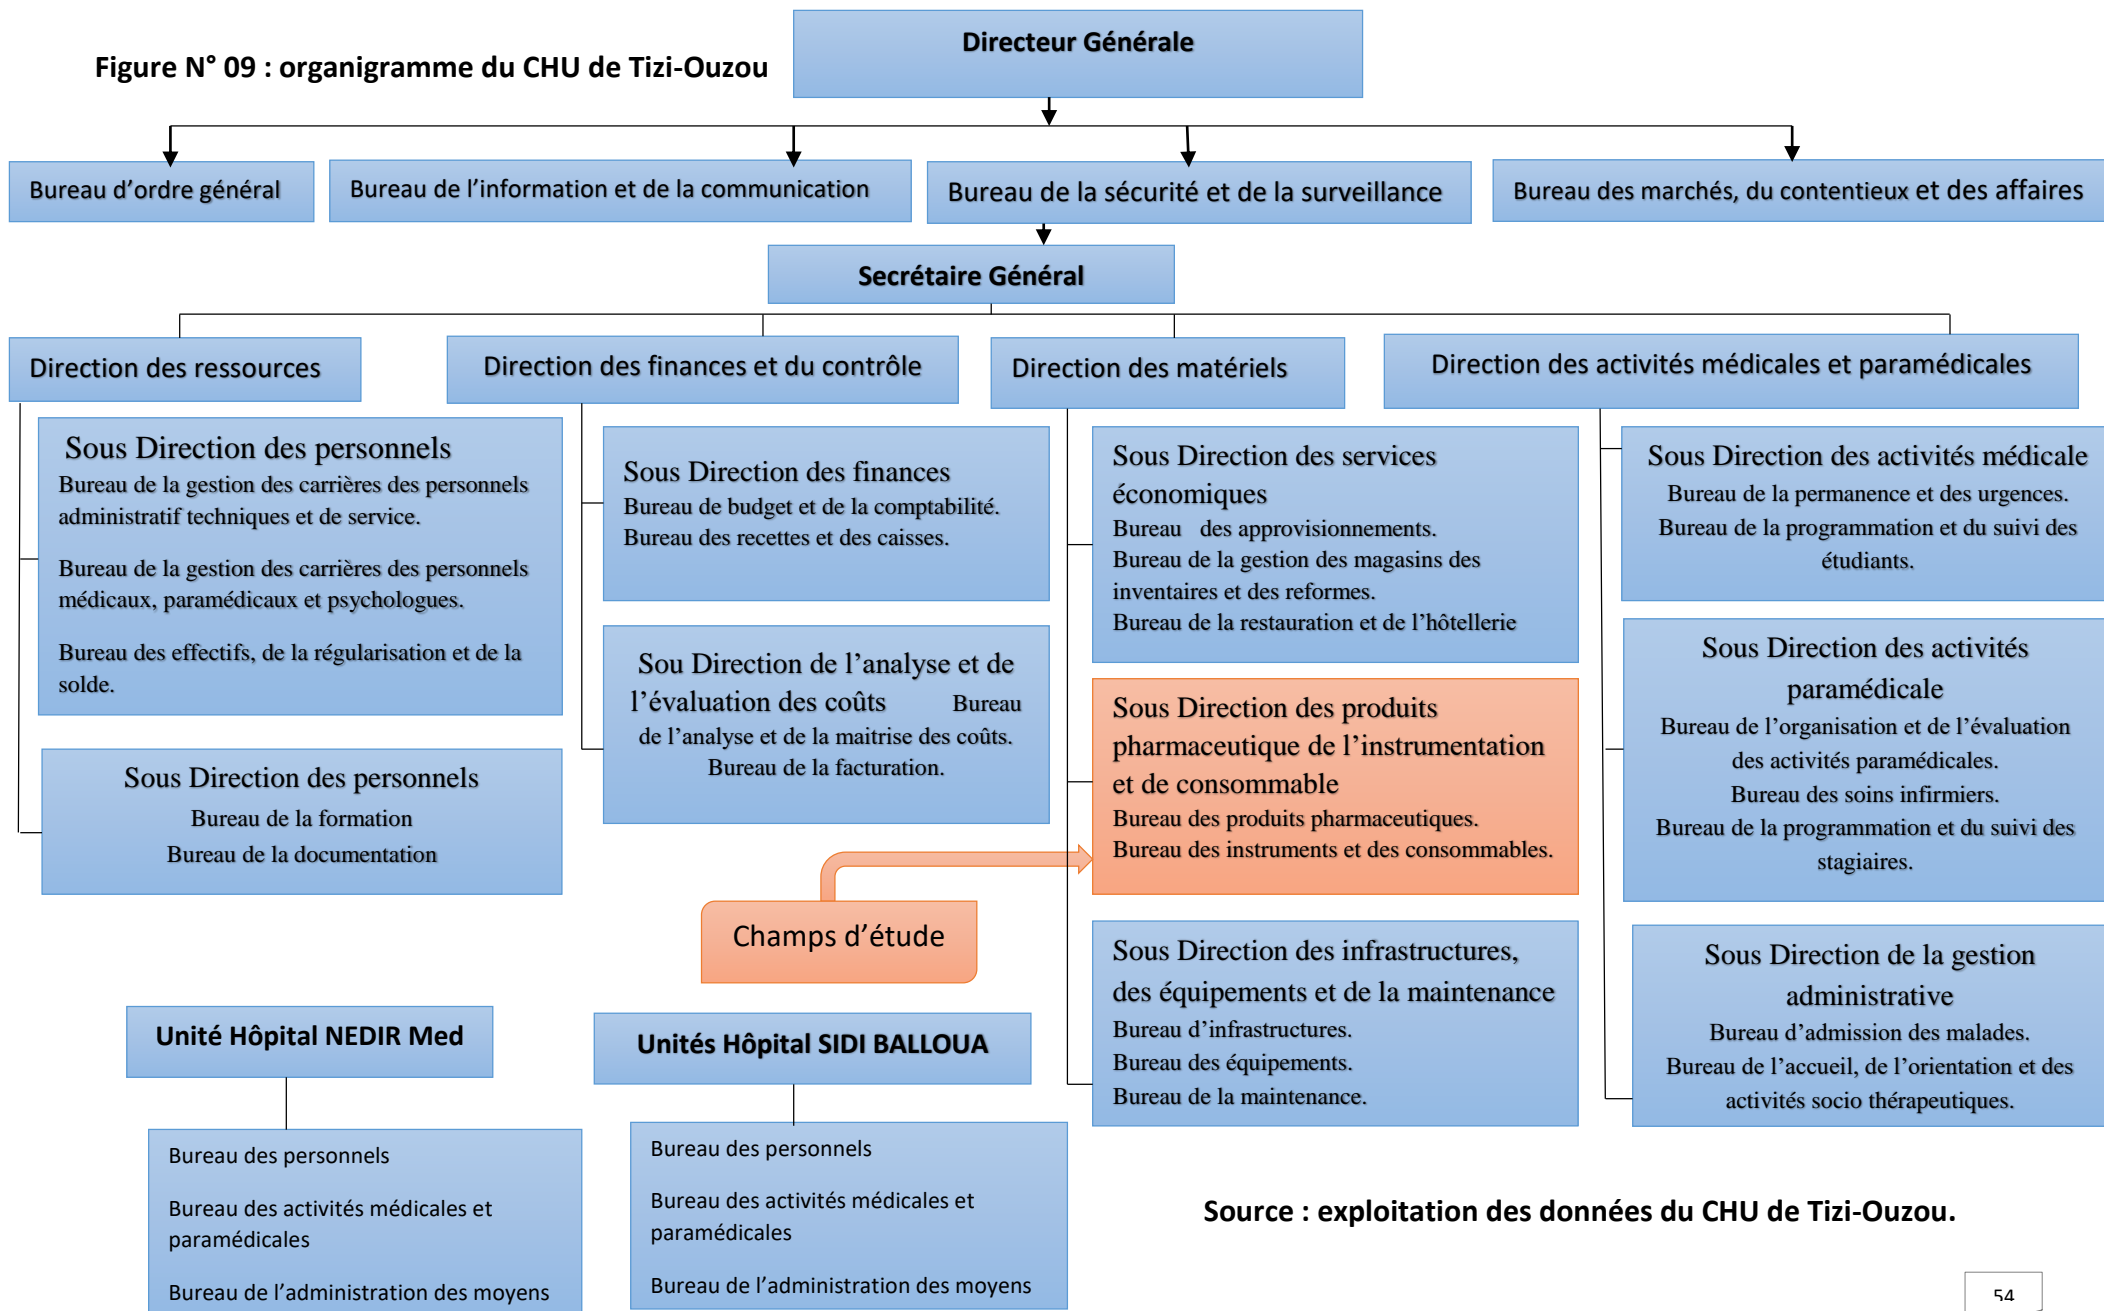 Directeur Générale
Figure N° 09 : organigramme du CHU de Tizi-Ouzou
Bureau d’ordre général
Bureau de l’information et de la communication
Bureau de la sécurité et de la surveillance
Bureau des marchés, du contentieux et des affaires
Secrétaire Général
Direction des ressources
Direction des finances et du contrôle
Direction des matériels
Direction des activités médicales et paramédicales
Sous Direction des personnels
Bureau de la gestion des carrières des personnels
administratif techniques et de service.
Bureau de la gestion des carrières des personnels
médicaux, paramédicaux et psychologues.
Bureau des effectifs, de la régularisation et de la
solde.
Sous Direction des personnels
Bureau de la formation
Bureau de la documentation
Sous Direction des finances
Bureau de budget et de la comptabilité.
Bureau des recettes et des caisses.
Sou Direction de l’analyse et de
l’évaluation des coûts Bureau
de l’analyse et de la maitrise des coûts.
Bureau de la facturation.
Sous Direction des services
économiques
Bureau des approvisionnements.
Bureau de la gestion des magasins des
inventaires et des reformes.
Bureau de la restauration et de l’hôtellerie
Sous Direction des produits
pharmaceutique de l’instrumentation
et de consommable
Bureau des produits pharmaceutiques.
Bureau des instruments et des consommables.
Champs d’étude
Sous Direction des infrastructures,
des équipements et de la maintenance
Bureau d’infrastructures.
Bureau des équipements.
Bureau de la maintenance.
Sous Direction des activités médicale
Bureau de la permanence et des urgences.
Bureau de la programmation et du suivi des
étudiants.
Sous Direction des activités
paramédicale
Bureau de l’organisation et de l’évaluation
des activités paramédicales.
Bureau des soins infirmiers.
Bureau de la programmation et du suivi des
stagiaires.
Sous Direction de la gestion
administrative
Bureau d’admission des malades.
Bureau de l’accueil, de l’orientation et des
activités socio thérapeutiques.
Unité Hôpital NEDIR Med
Bureau des personnels
Bureau des activités médicales et
paramédicales
Bureau de l’administration des moyens
Unités Hôpital SIDI BALLOUA
Bureau des personnels
Bureau des activités médicales et
paramédicales
Bureau de l’administration des moyens
Source : exploitation des données du CHU de Tizi-Ouzou.
54